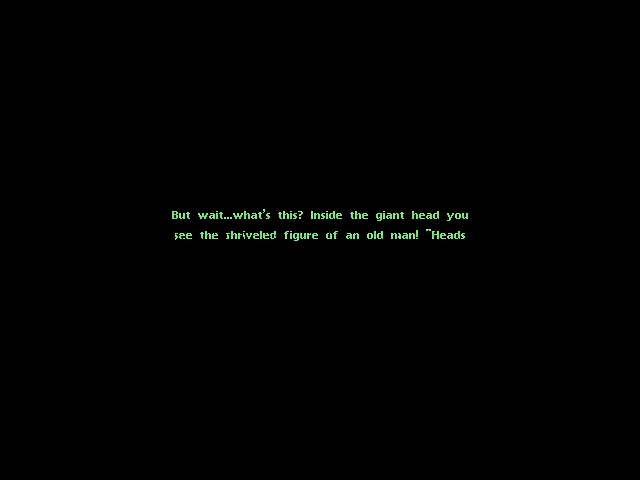 But wait...what's this? Inside the giant head you
see the shriveled figure of an old man! "Heads